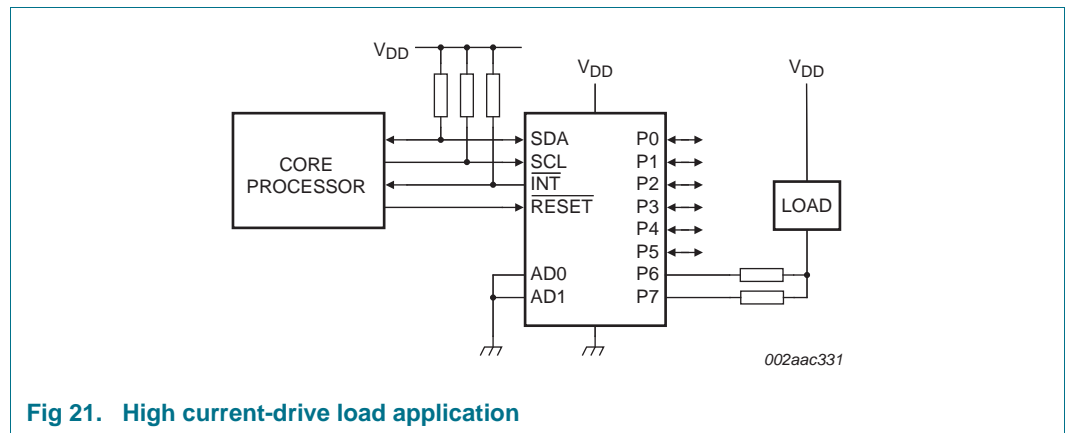 VDD
VDD
VDD
CORE
PROCESSOR
SDA
SCL
INT
RESET
AD0
AD1
P0
P1
P2
P3
P4
P5
P6
P7
LOAD
002aac331
Fig 21. High current-drive load application